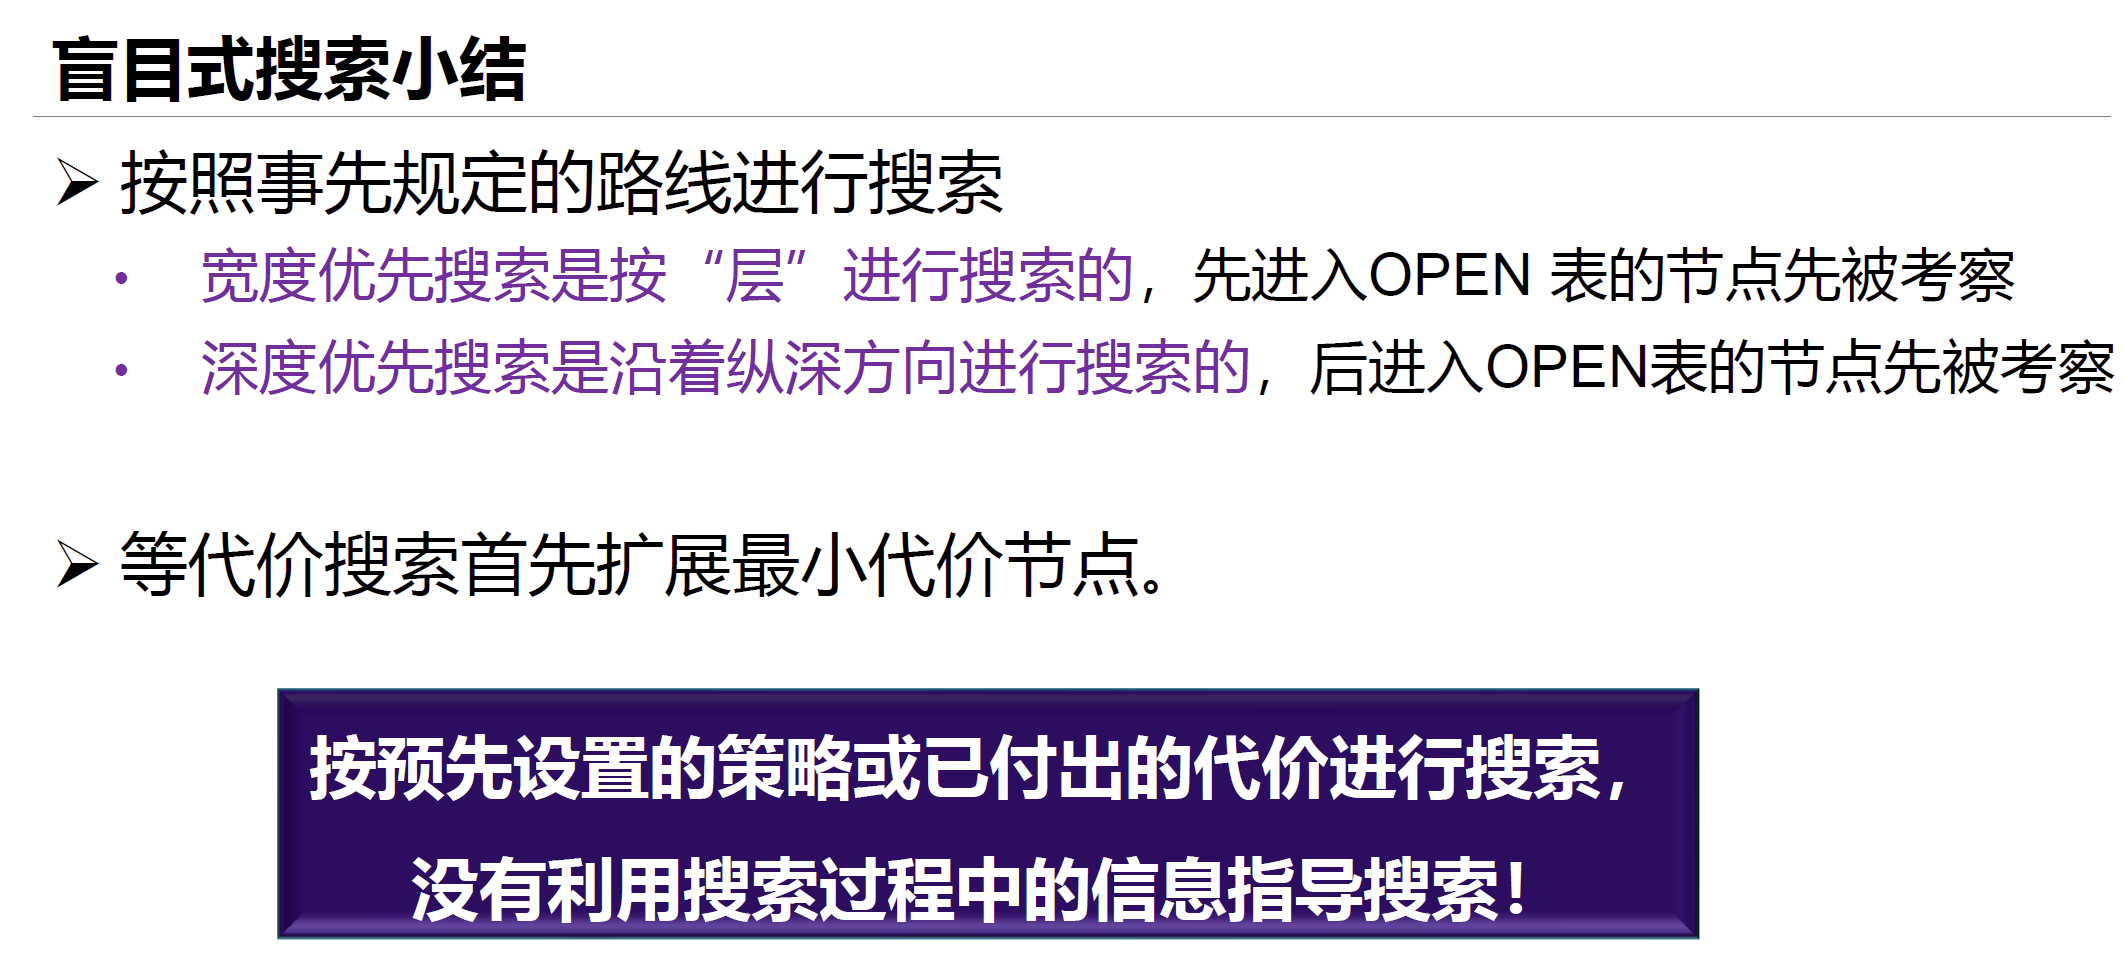 盲目式搜索小结
按照事先规定的路线进行搜索
宽度优先搜索是按“层”进行搜索的，先进入OPEN 表的节点先被考察
深度优先搜索是沿着纵深方向进行搜索的，后进入OPEN表的节点先被考察
等代价搜索首先扩展最小代价节点。
按预先设置的策略或已付出的代价进行搜索，
没有利用搜索过程中的信息指导搜索！